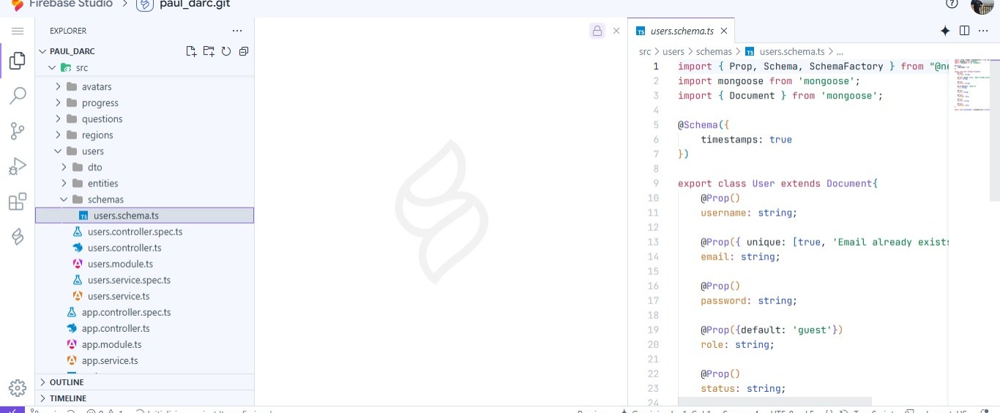 Firebase Studio > paul_darc.git
EXPLORER
PAUL_DARC
src
avatars
progress
questions
regions
users
dto
entities
schemas
users.schema.ts
users.controller.spec.ts
users.controller.ts
users.module.ts
users.service.spec.ts
users.service.ts
app.controller.spec.ts
app.controller.ts
app.module.ts
app.service.ts
OUTLINE
TIMELINE
TS users.schema.ts
src > users > schemas > TS users.schema.ts > ...
1 import { Prop, Schema, SchemaFactory } from
2 import mongoose from 'mongoose';
3 import { Document } from 'mongoose';
4
5 @Schema({
6 timestamps: true
7 })
8
9 export class User extends Document{
10 @Prop()
11 username: string;
12
13 @Prop({ unique: [true, 'Email already exists
14 email: string;
15
16 @Prop()
17 password: string;
18
19 @Prop({default: 'guest'})
20 role: string;
21
22 @Prop()
23 status: string;
24